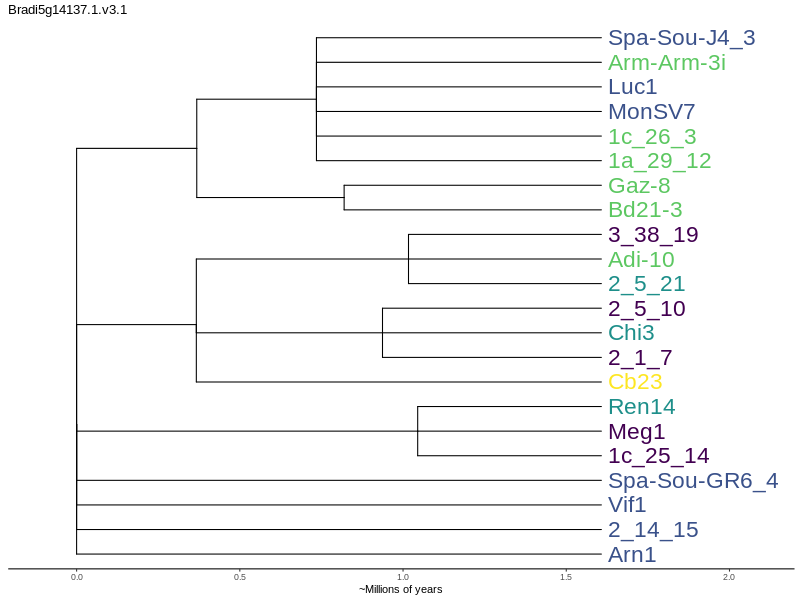 Bradi5g14137.1.v3.1
Spa-Sou-J4_3
Arm-Arm-3i
Luc1
MonSV7
1c_26_3
1a_29_12
Gaz-8
Bd21-3
3_38_19
Adi-10
2_5_21
2_5_10
Chi3
2_1_7
Cb23
Ren14
Meg1
1c_25_14
Spa-Sou-GR6_4
Vif1
2_14_15
Arn1
0.0 0.5 1.0 1.5 2.0
~Millions of years